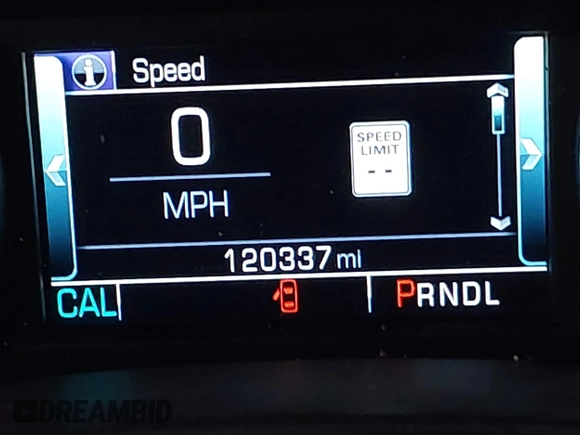 i Speed
0
MPH
SPEED
LIMIT
--
120337 mi
CAL
PRNDL
DREAMBID